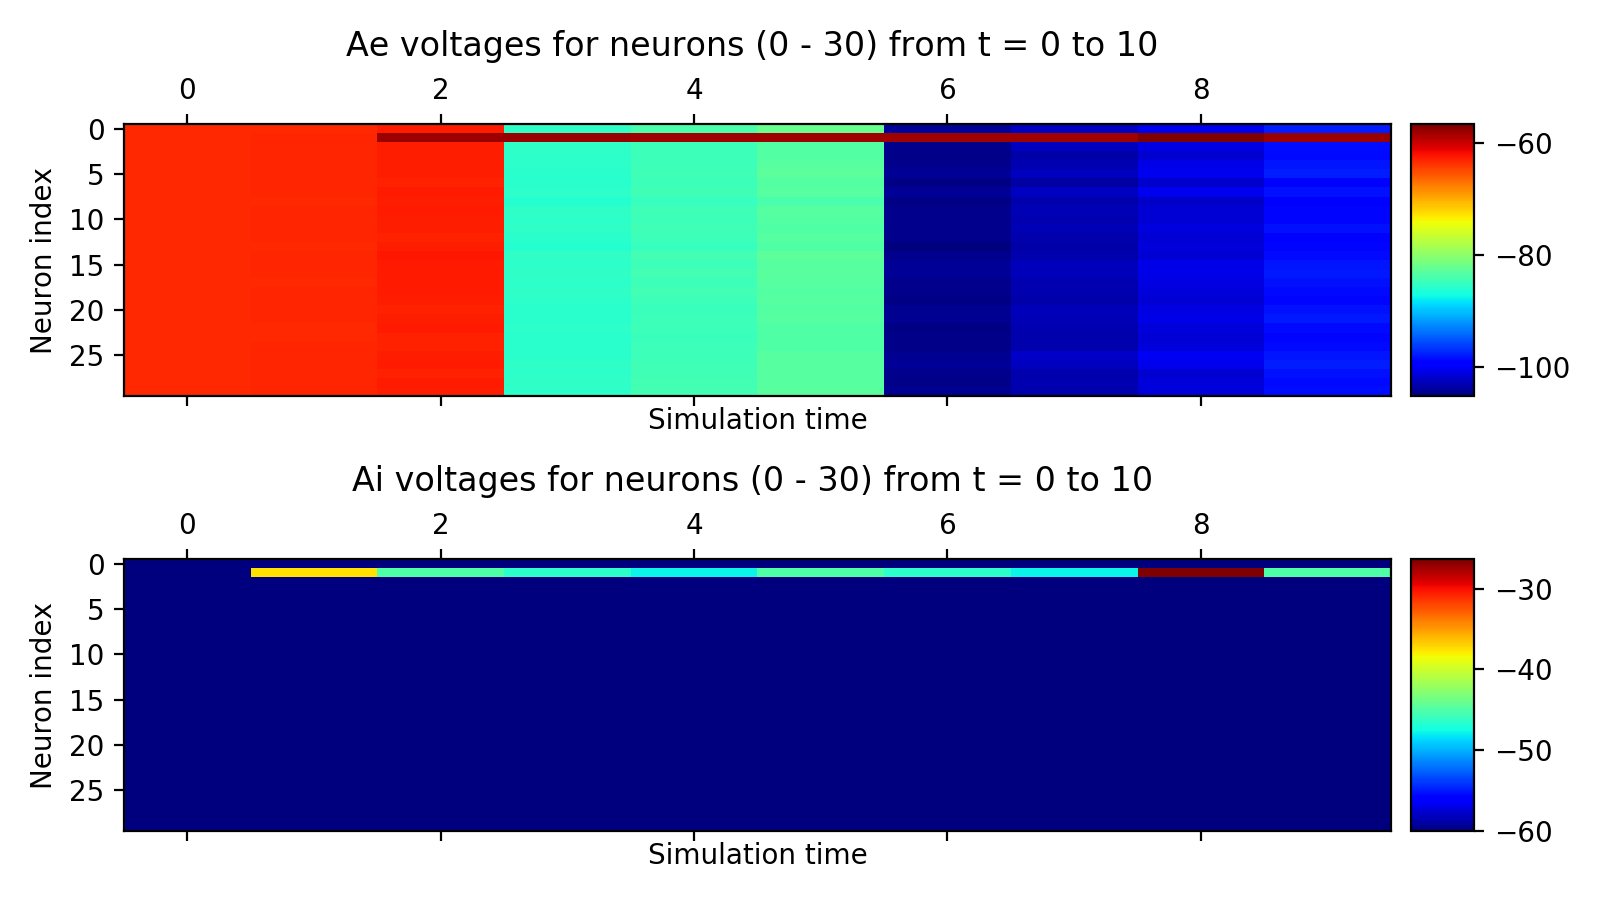 Ae voltages for neurons (0 - 30) from t = 0 to 10
0 2 4 6 8
0
5
10
15
20
25
Neuron index
Simulation time
−60
−80
−100
Ai voltages for neurons (0 - 30) from t = 0 to 10
0 2 4 6 8
0
5
10
15
20
25
Neuron index
Simulation time
−30
−40
−50
−60